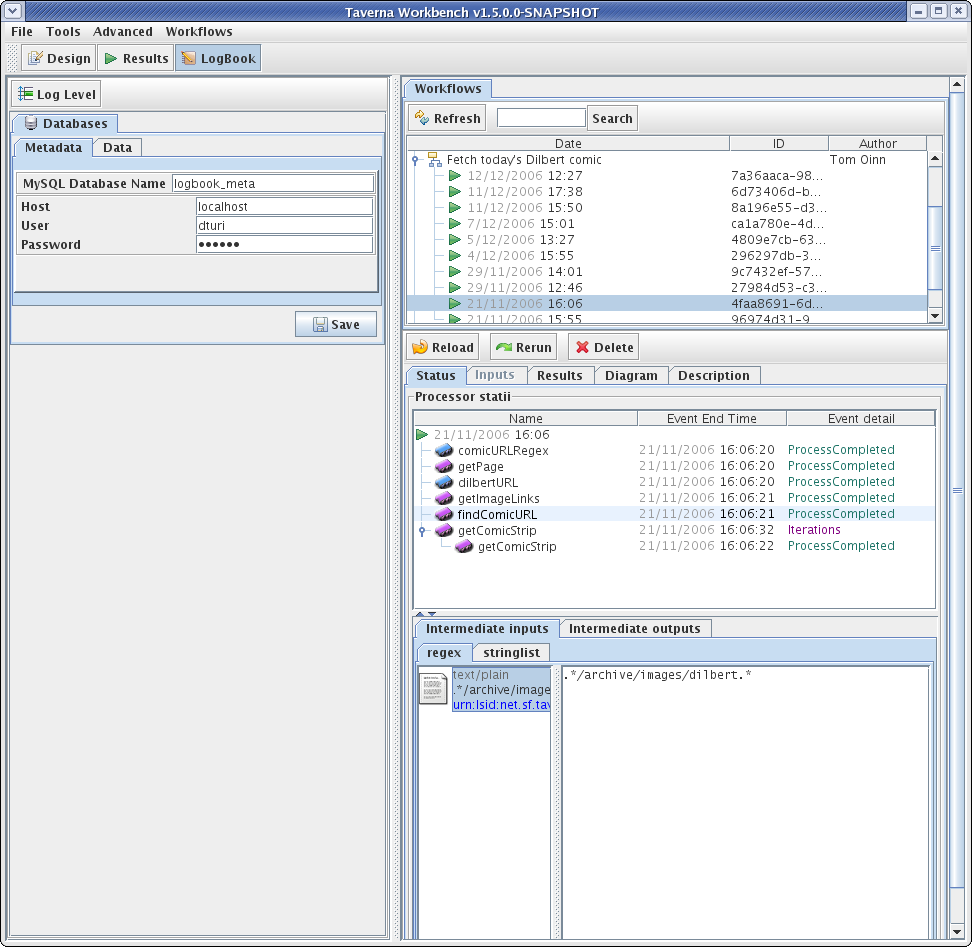 Taverna Workbench v1.5.0.0-SNAPSHOT
File Tools Advanced Workflows
Design Results LogBook
Log Level
Databases
Metadata Data
MySQL Database Name logbook_meta
Host localhost
User dturi
Password ••••••
Save
Workflows
Refresh Search
Date ID Author
Fetch today's Dilbert comic Tom Oinn
12/12/2006 12:27 7a36aaca-98...
11/12/2006 17:38 6d73406d-b...
11/12/2006 15:50 8a196e55-d3...
7/12/2006 15:01 ca1a780e-4d...
5/12/2006 13:27 4809e7cb-63...
4/12/2006 15:55 296297db-3...
29/11/2006 14:01 9c7432ef-57...
29/11/2006 12:46 27984d53-c3...
21/11/2006 16:06 4faa8691-6d...
21/11/2006 15:55 96974d31-9
Reload Rerun Delete
Status Inputs Results Diagram Description
Processor statii
Name Event End Time Event detail
21/11/2006 16:06
comicURLRegex 21/11/2006 16:06:20 ProcessCompleted
getPage 21/11/2006 16:06:20 ProcessCompleted
dilbertURL 21/11/2006 16:06:20 ProcessCompleted
getImageLinks 21/11/2006 16:06:21 ProcessCompleted
findComicURL 21/11/2006 16:06:21 ProcessCompleted
getComicStrip 21/11/2006 16:06:32 Iterations
getComicStrip 21/11/2006 16:06:22 ProcessCompleted
Intermediate inputs Intermediate outputs
regex stringlist
text/plain
.*/archive/image
urn:lsid:net.sf.tav
.*/archive/images/dilbert.*